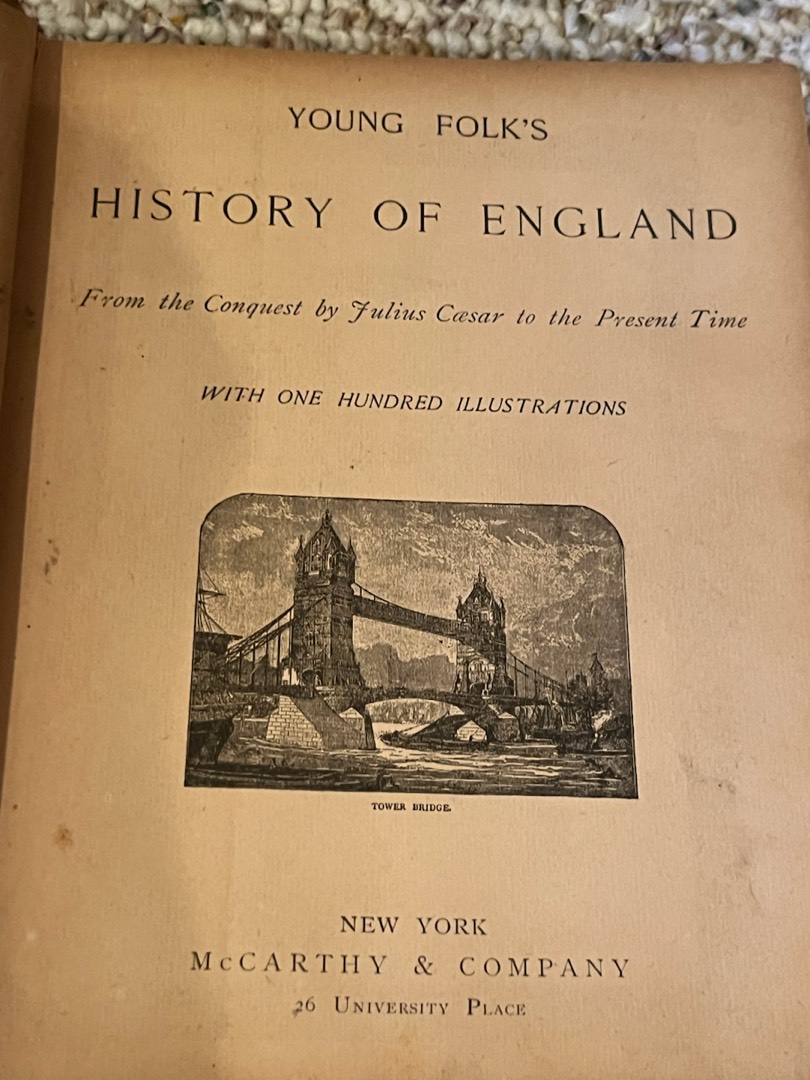 YOUNG FOLK'S
HISTORY OF ENGLAND
From the Conquest by Julius Cæsar to the Present Time
WITH ONE HUNDRED ILLUSTRATIONS
TOWER BRIDGE.
NEW YORK
McCARTHY & COMPANY
26 University Place